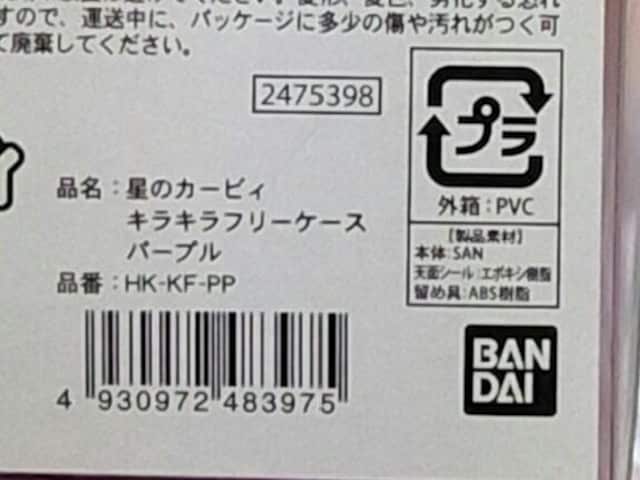 すので、運送中に、パッケージに多少の傷や汚れがつく可
て廃棄してください。
2475398
プラ
外箱:PVC
【製品素材】
本体:SAN
天面シール:エポキシ樹脂
留め具:ABS樹脂
品名:星のカービィ
キラキラフリーケース
パープル
品番:HK-KF-PP
4 930972 483975
BAN
DAI